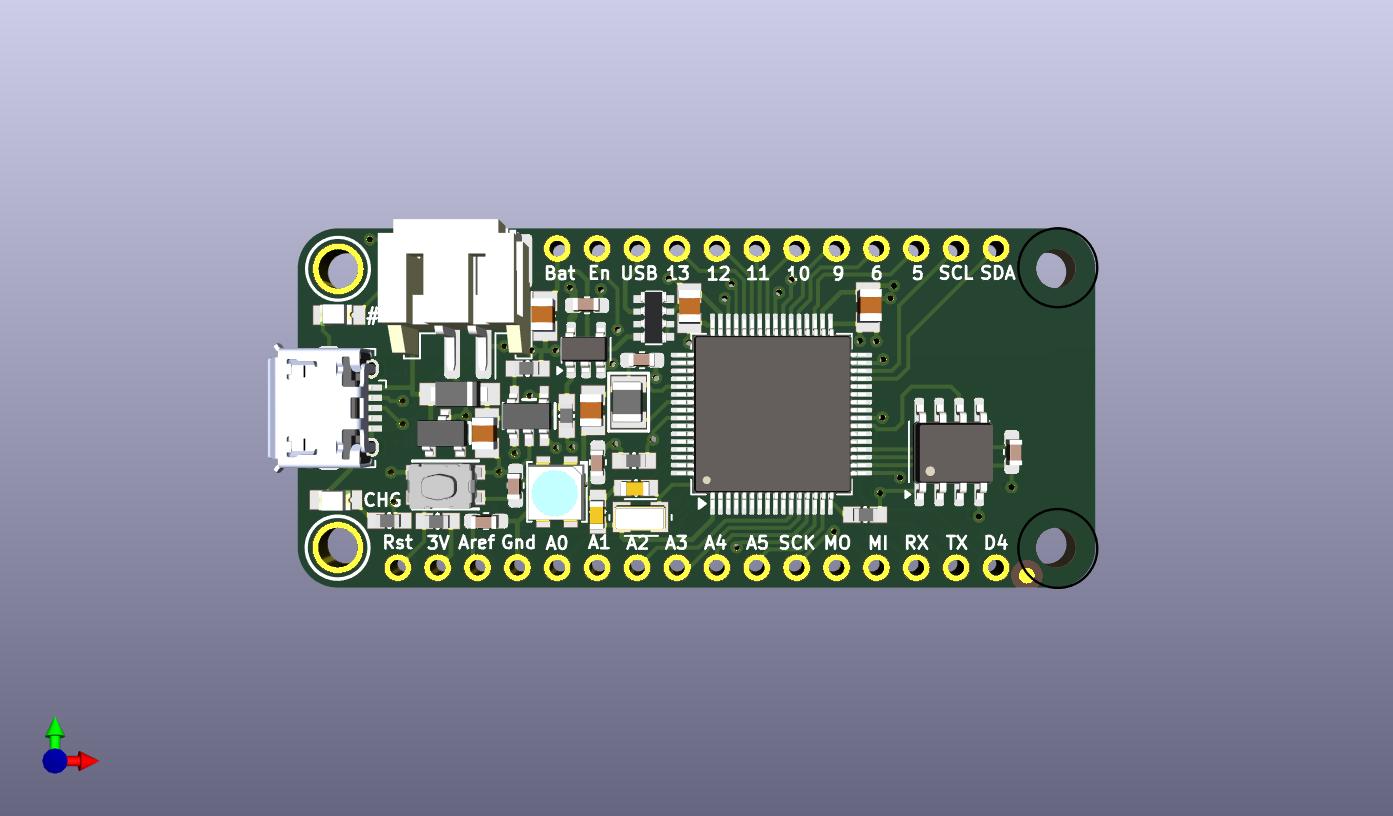 Bat En USB 13 12 11 10 9 6 5 SCL SDA
#
CHG
Rst 3V Aref Gnd A0 A1 A2 A3 A4 A5 SCK MO MI RX TX D4